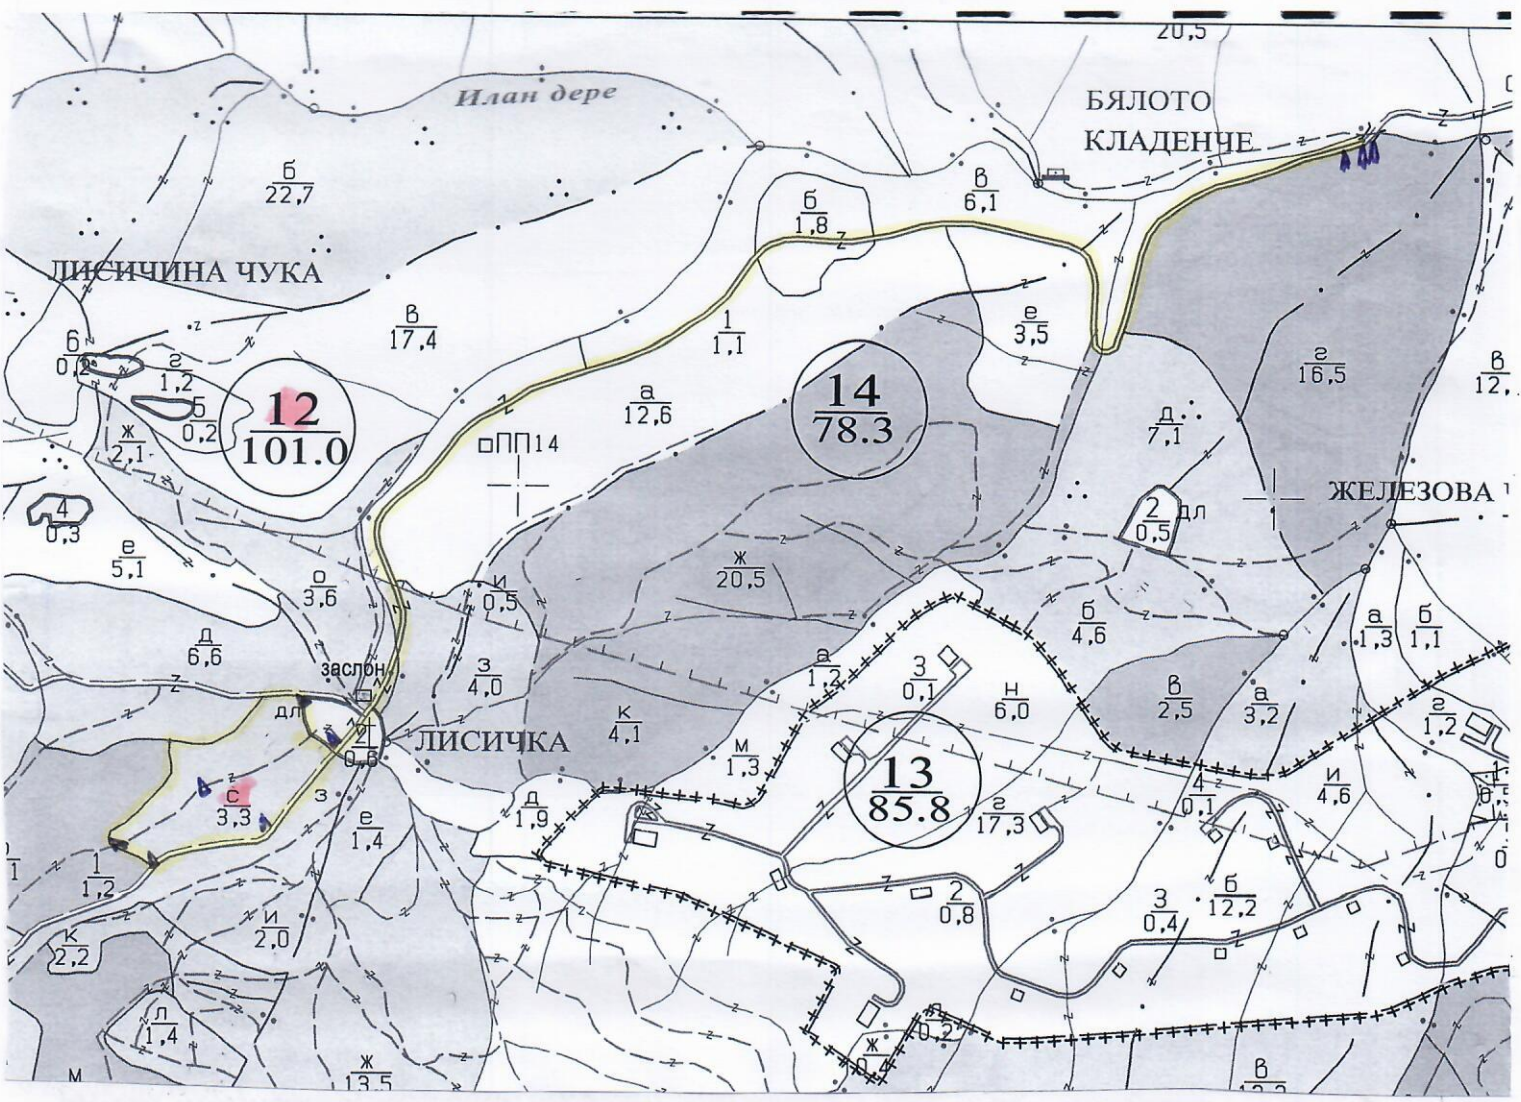 20,5
Илан дере
БЯЛОТО
КЛАДЕНЧЕ
б
22,7
б
1,8
в
6,1
ЛИСИЧИНА ЧУКА
в
17,4
1
1,1
е
3,5
г
16,5
в
12,
6
0,2
г
1,2
5
0,2
12
101.0
а
12,6
14
78.3
д
7,1
ж
2,1
ПП14
ЖЕЛЕЗОВА
4
0,3
2
0,5
дл
е
5,1
о
3,6
и
0,5
ж
20,5
б
4,6
а
1,3
б
1,1
д
6,6
заслон
з
4,0
а
1,2
3
0,1
н
6,0
в
2,5
а
3,2
г
1,2
дл
ЛИСИЧКА
0,6
к
4,1
м
1,3
13
85.8
4
0,1
и
4,6
с
3,3
з
е
1,4
д
1,9
г
17,3
1
1,2
и
2,0
2
0,8
3
0,4
б
12,2
к
2,2
л
1,4
0,2
ж
0,4
ж
13,5
м
в